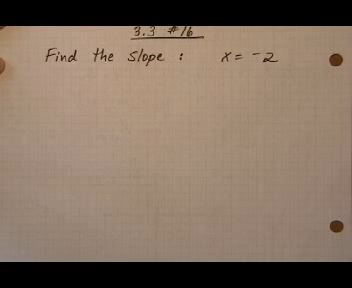 3.3 #16
Find the slope : x = -2